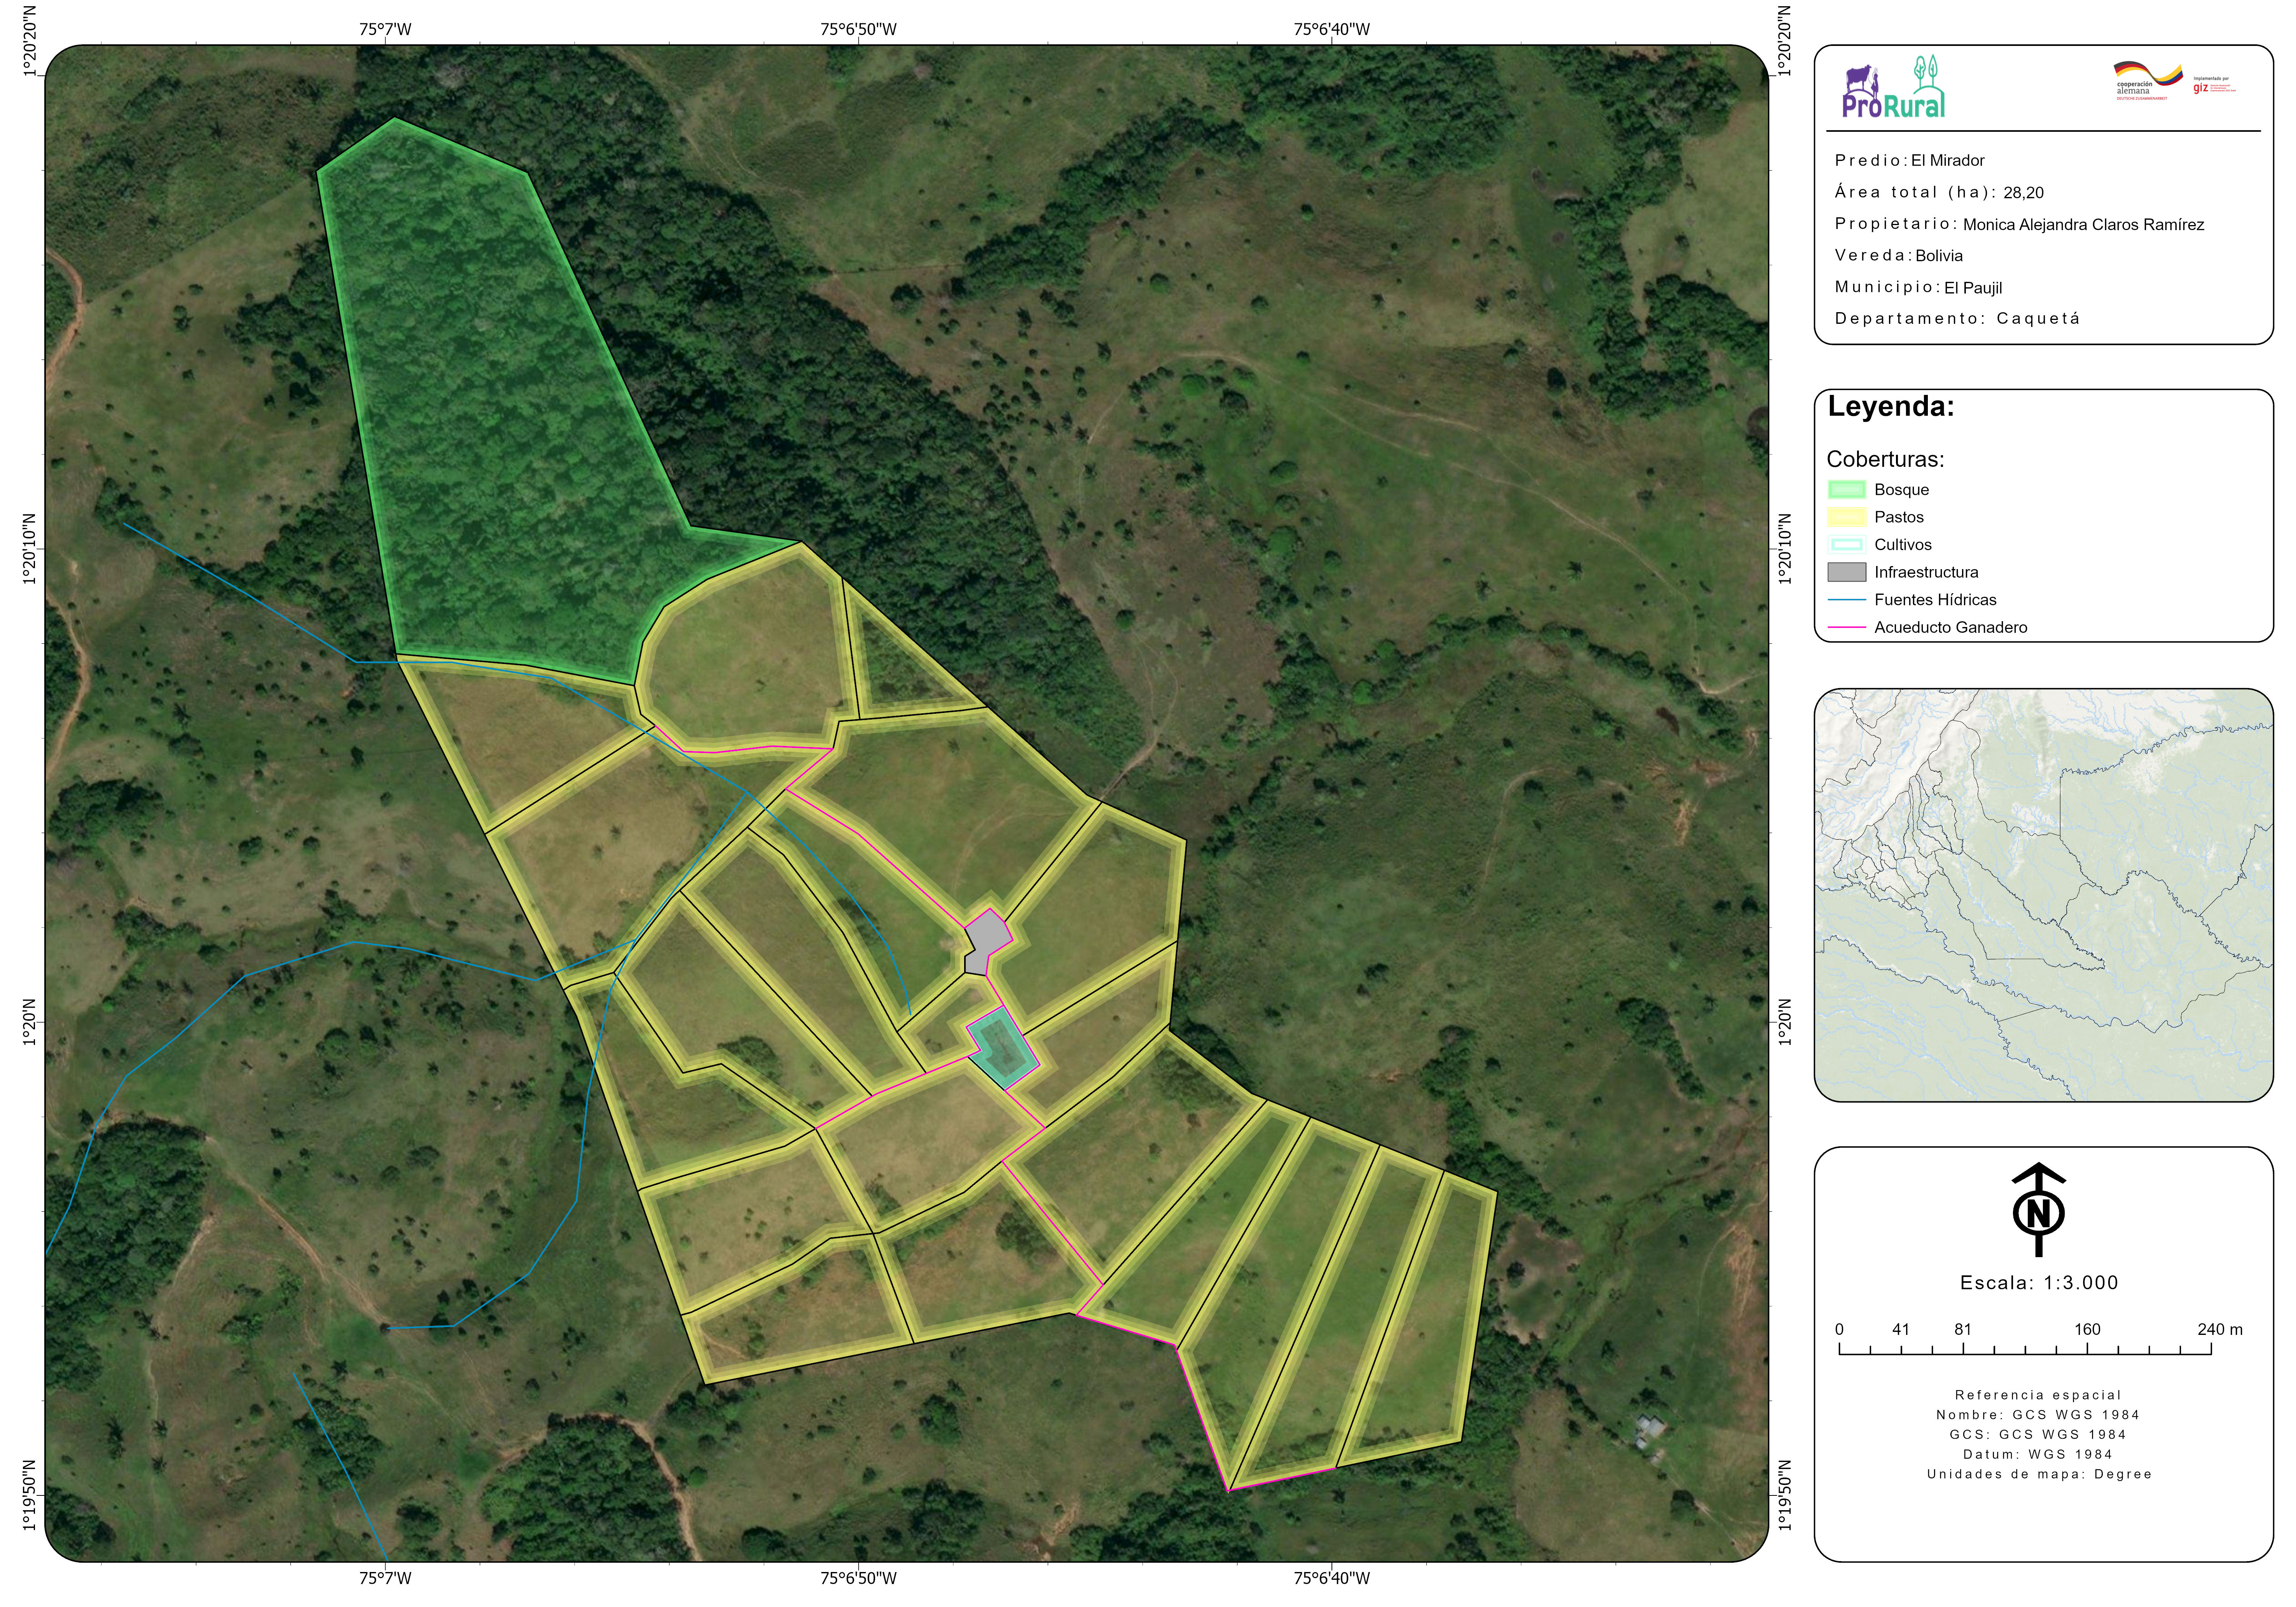 75°7'W
75°6'50"W
75°6'40"W
1°20'20"N
1°20'20"N
1°20'10"N
1°20'10"N
1°20'N
1°20'N
1°19'50"N
1°19'50"N
75°7'W
75°6'50"W
75°6'40"W
ProRural
cooperación
alemana
DEUTSCHE ZUSAMMENARBEIT
Implementada por
giz
Predio: El Mirador
Área total (ha): 28,20
Propietario: Monica Alejandra Claros Ramírez
Vereda: Bolivia
Municipio: El Paujil
Departamento: Caquetá
Leyenda:
Coberturas:
Bosque
Pastos
Cultivos
Infraestructura
Fuentes Hídricas
Acueducto Ganadero
N
Escala: 1:3.000
0 41 81 160 240 m
Referencia espacial
Nombre: GCS WGS 1984
GCS: GCS WGS 1984
Datum: WGS 1984
Unidades de mapa: Degree